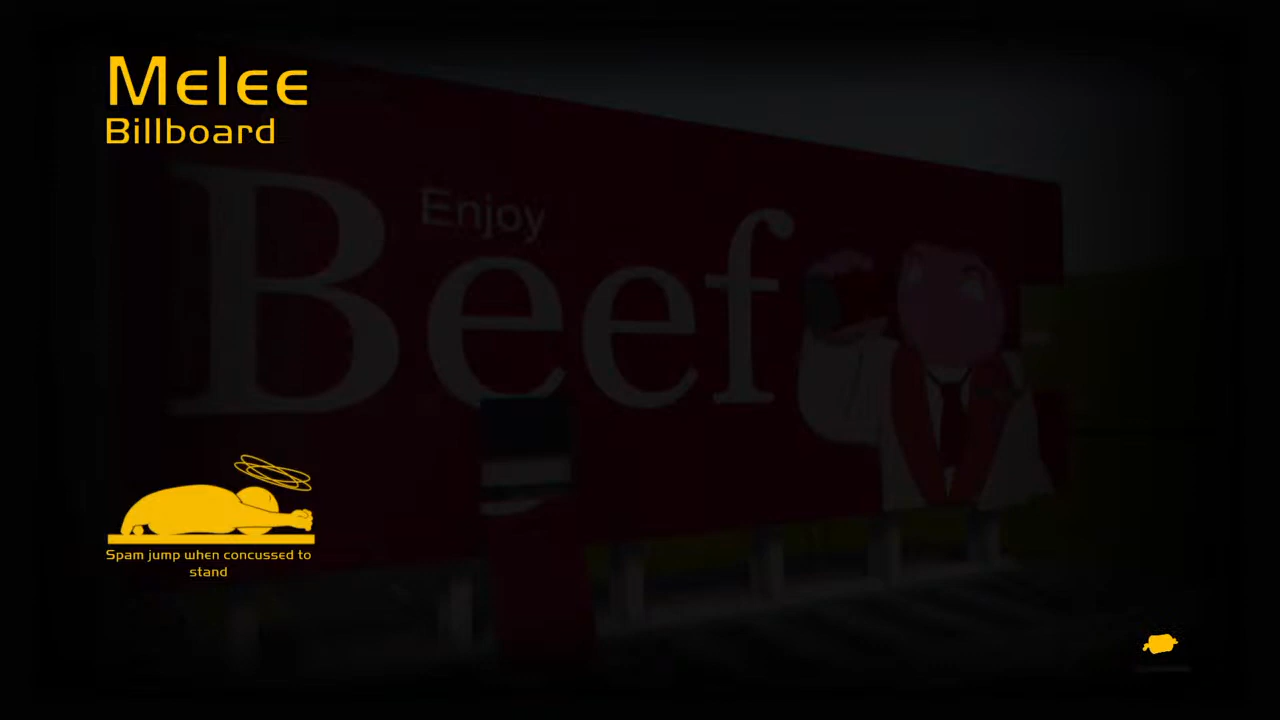 Melee
Billboard
Enjoy
Beef
Spam jump when concussed to
stand